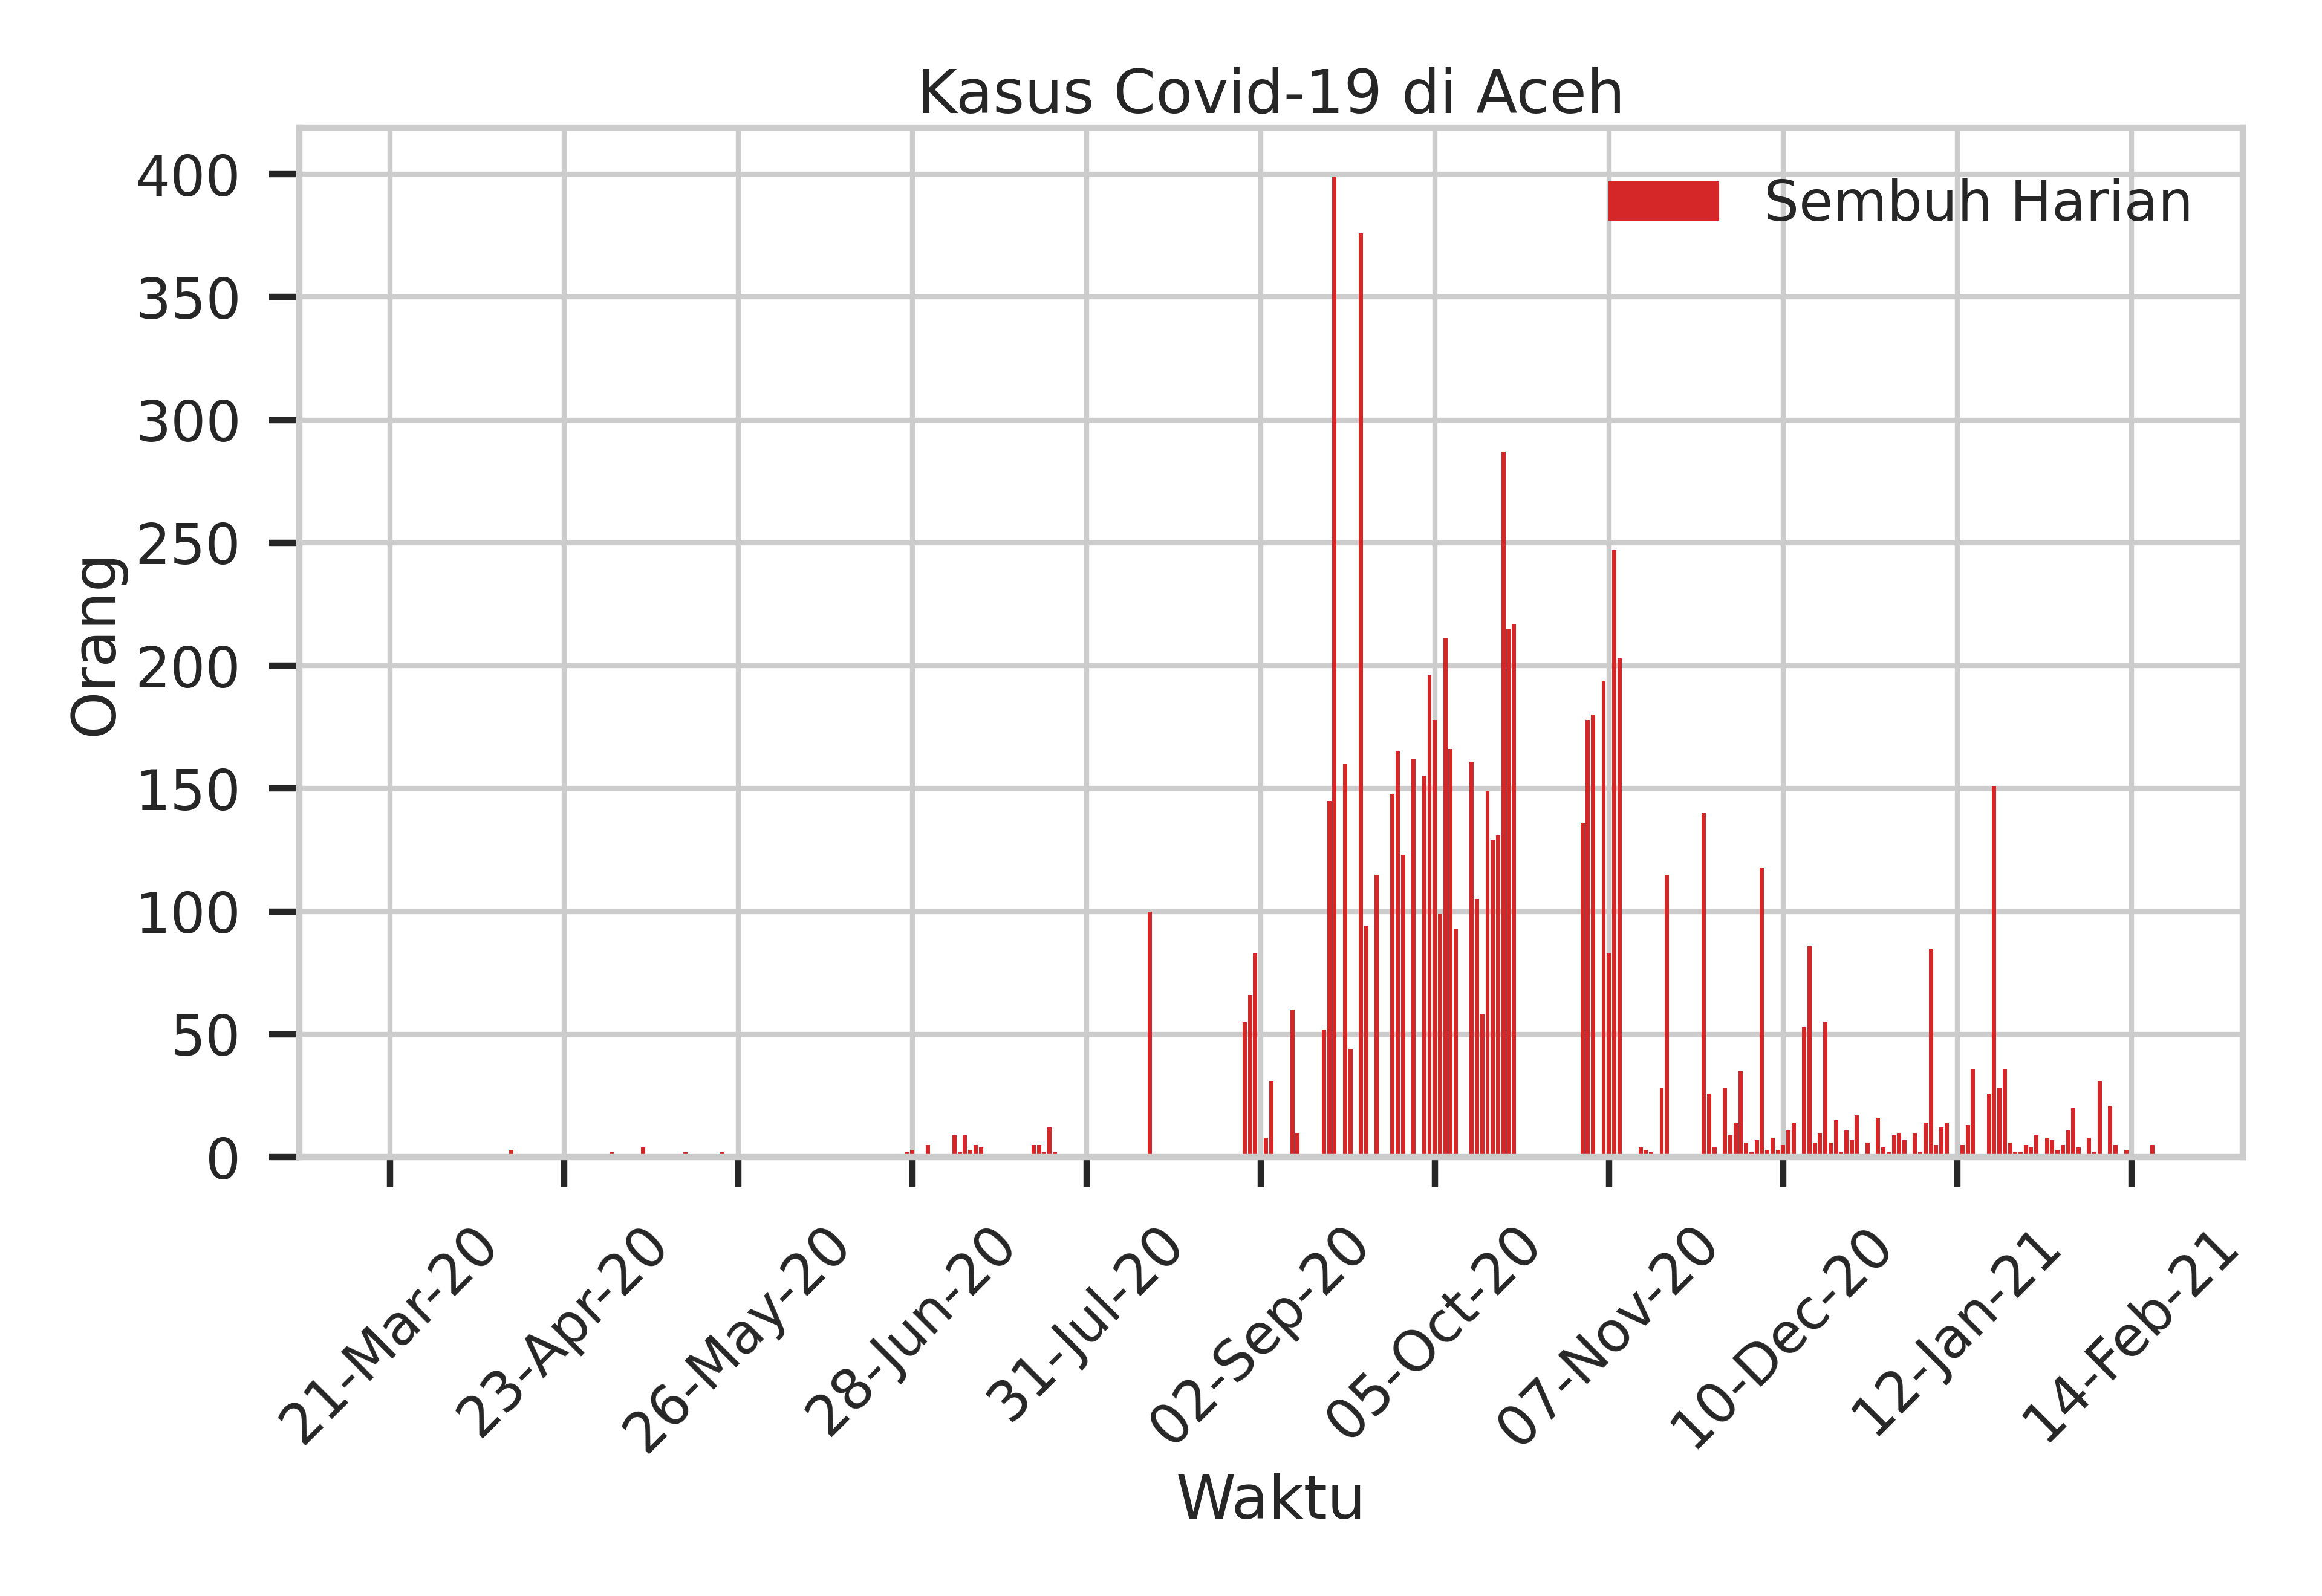 Kasus Covid-19 di Aceh
Sembuh Harian
Orang
400
350
300
250
200
150
100
50
0
21-Mar-20
23-Apr-20
26-May-20
28-Jun-20
31-Jul-20
02-Sep-20
05-Oct-20
07-Nov-20
10-Dec-20
12-Jan-21
14-Feb-21
Waktu